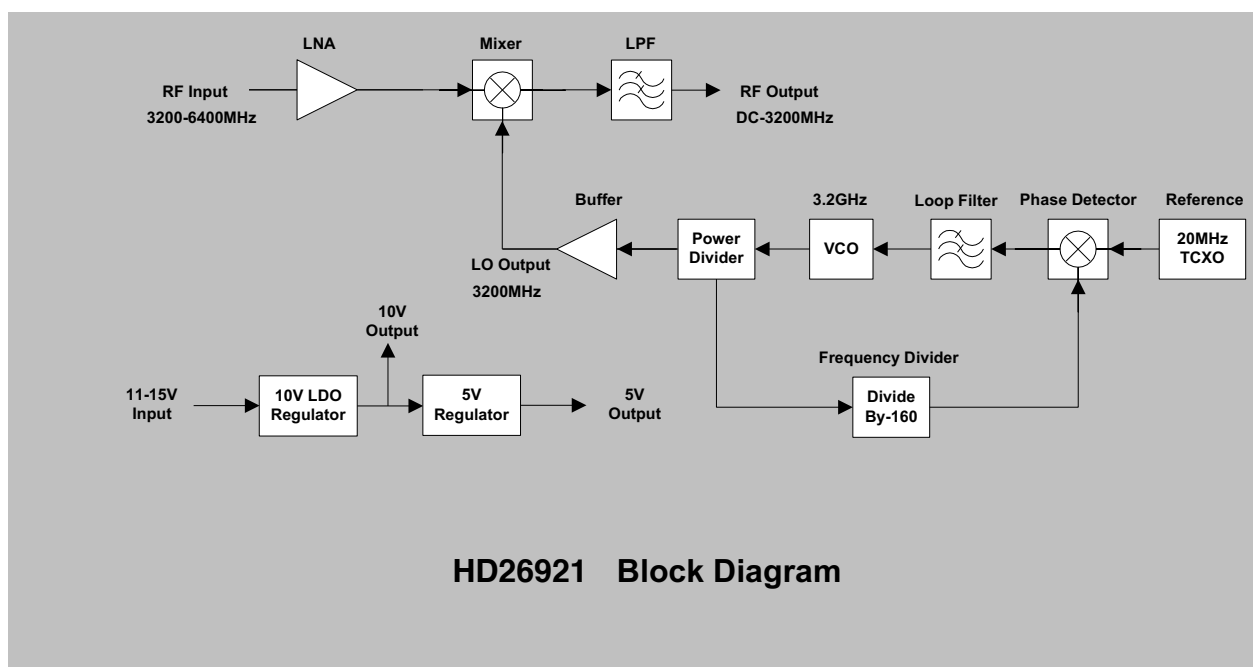 LNA
Mixer
LPF
RF Input
3200-6400MHz
RF Output
DC-3200MHz
Buffer
3.2GHz
Loop Filter
Phase Detector
Reference
Power
Divider
VCO
20MHz
TCXO
LO Output
3200MHz
10V
Output
Frequency Divider
11-15V
Input
10V LDO
Regulator
5V
Regulator
5V
Output
Divide
By-160
HD26921 Block Diagram